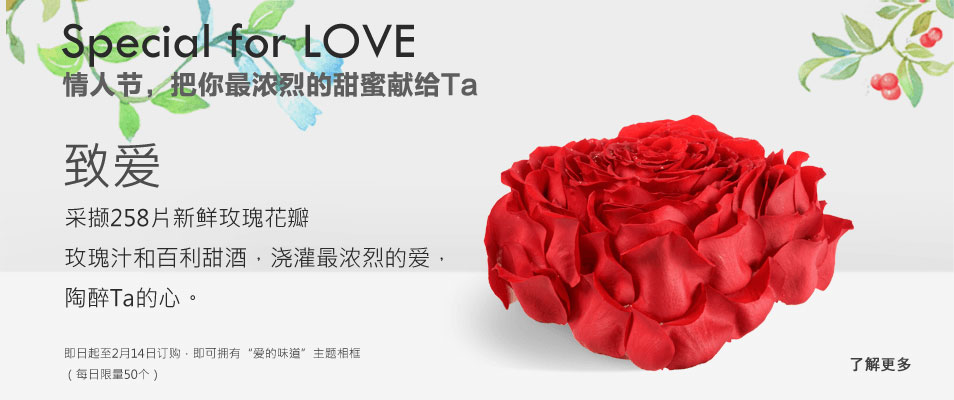 Special for LOVE
情人节，把你最浓烈的甜蜜献给Ta
致爱
采撷258片新鲜玫瑰花瓣
玫瑰汁和百利甜酒，浇灌最浓烈的爱，
陶醉Ta的心。
即日起至2月14日订购，即可拥有“爱的味道”主题相框
（每日限量50个）
了解更多